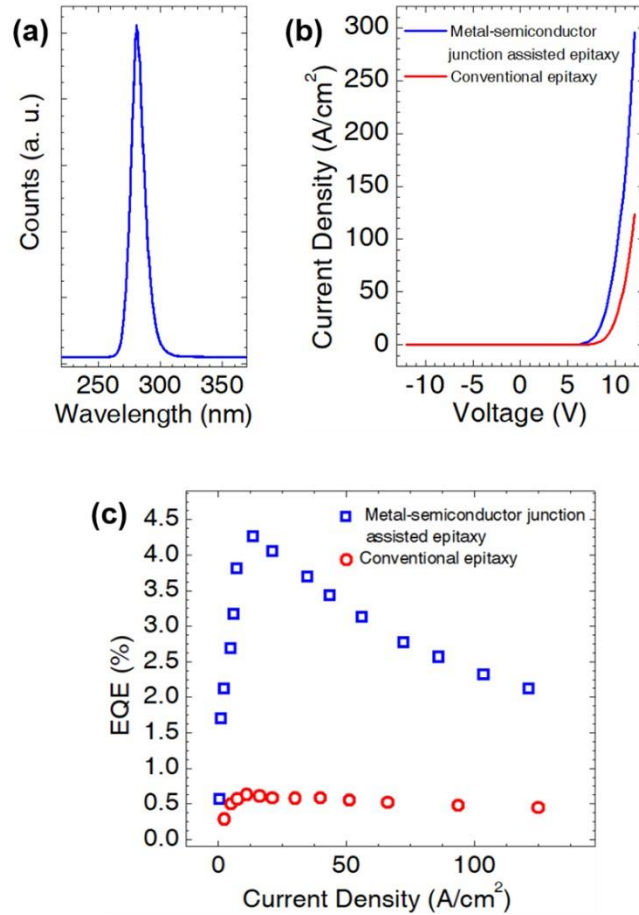 (a)
Counts (a. u.)
250 300 350
Wavelength (nm)
(b)
Current Density (A/cm²)
300
250
200
150
100
50
0
-10 -5 0 5 10
Voltage (V)
Metal-semiconductor
junction assisted epitaxy
Conventional epitaxy
(c)
EQE (%)
4.5
4.0
3.5
3.0
2.5
2.0
1.5
1.0
0.5
0.0
0 50 100
Current Density (A/cm²)
Metal-semiconductor junction
assisted epitaxy
Conventional epitaxy